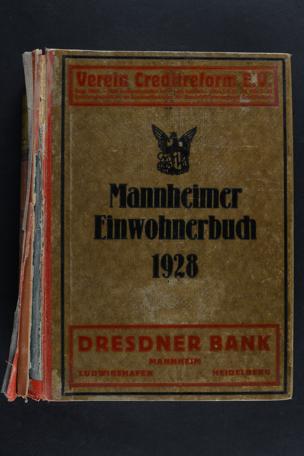 Verein Creditreform E.V.
Mannheimer
Einwohnerbuch
1928
DRESDNER BANK
MANNHEIM
LUDWIGSHAFEN HEIDELBERG